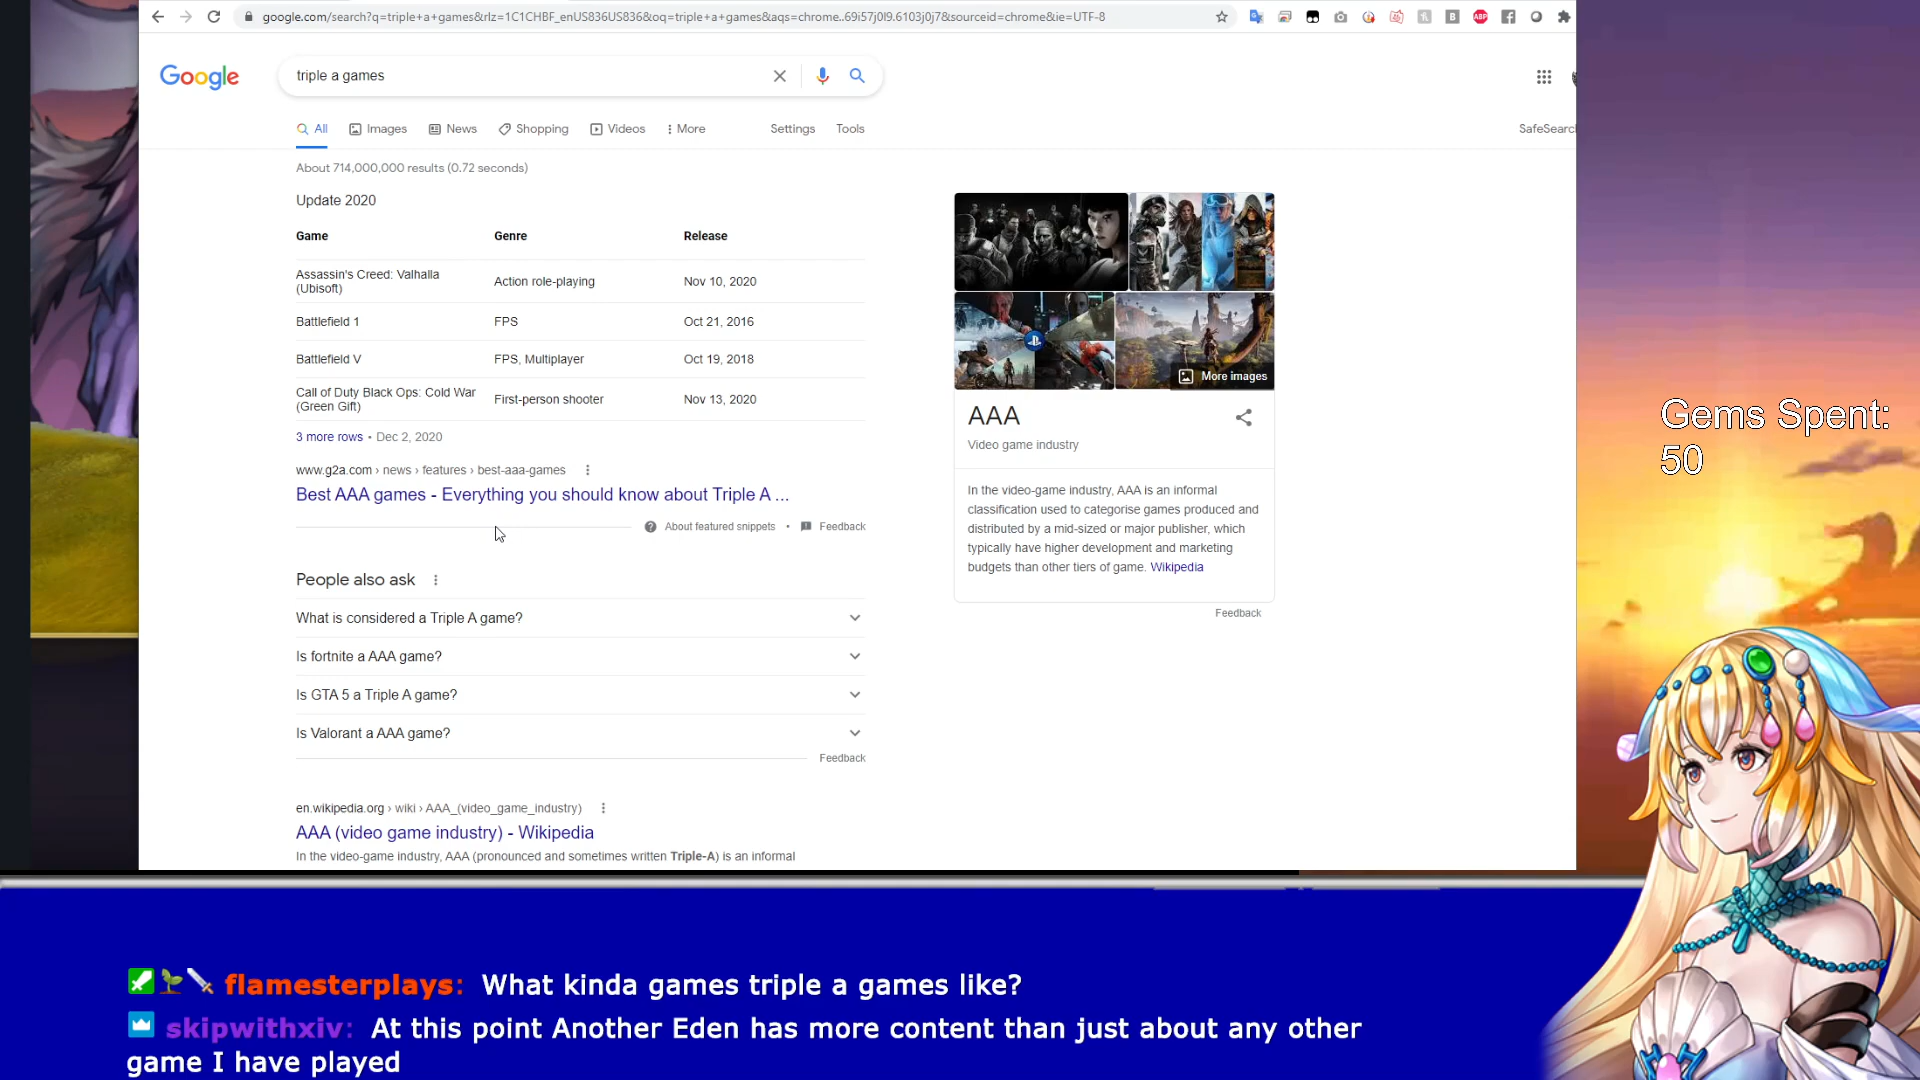 google.com/search?q=triple+a+games&rlz=1C1CHBF_enUS836US836&oq=triple+a+games&aqs=chrome..69i57j0l9.6103j0j7&sourceid=chrome&ie=UTF-8
Google
triple a games
All Images News Shopping Videos More Settings Tools SafeSearch
About 714,000,000 results (0.72 seconds)
Update 2020
Game Genre Release
Assassin's Creed: Valhalla
(Ubisoft)
Action role-playing Nov 10, 2020
Battlefield 1 FPS Oct 21, 2016
Battlefield V FPS, Multiplayer Oct 19, 2018
Call of Duty Black Ops: Cold War
(Green Gift)
First-person shooter Nov 13, 2020
3 more rows • Dec 2, 2020
www.g2a.com › news › features › best-aaa-games
Best AAA games - Everything you should know about Triple A ...
About featured snippets • Feedback
People also ask
What is considered a Triple A game?
Is fortnite a AAA game?
Is GTA 5 a Triple A game?
Is Valorant a AAA game?
Feedback
en.wikipedia.org › wiki › AAA_(video_game_industry)
AAA (video game industry) - Wikipedia
In the video-game industry, AAA (pronounced and sometimes written Triple-A) is an informal
More images
AAA
Video game industry
In the video-game industry, AAA is an informal
classification used to categorise games produced and
distributed by a mid-sized or major publisher, which
typically have higher development and marketing
budgets than other tiers of game. Wikipedia
Feedback
Gems Spent:
50
flamesterplays: What kinda games triple a games like?
skipwithxiv: At this point Another Eden has more content than just about any other
game I have played